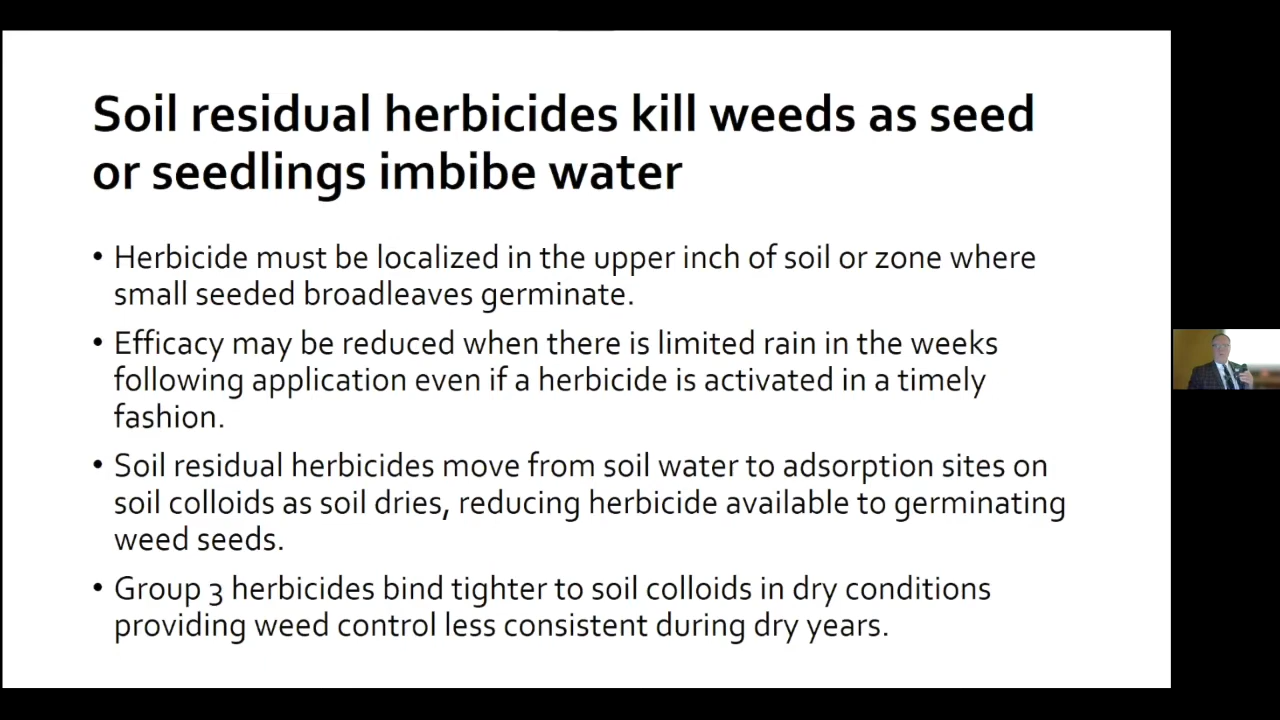 Soil residual herbicides kill weeds as seed
or seedlings imbibe water
• Herbicide must be localized in the upper inch of soil or zone where
small seeded broadleaves germinate.
• Efficacy may be reduced when there is limited rain in the weeks
following application even if a herbicide is activated in a timely
fashion.
• Soil residual herbicides move from soil water to adsorption sites on
soil colloids as soil dries, reducing herbicide available to germinating
weed seeds.
• Group 3 herbicides bind tighter to soil colloids in dry conditions
providing weed control less consistent during dry years.